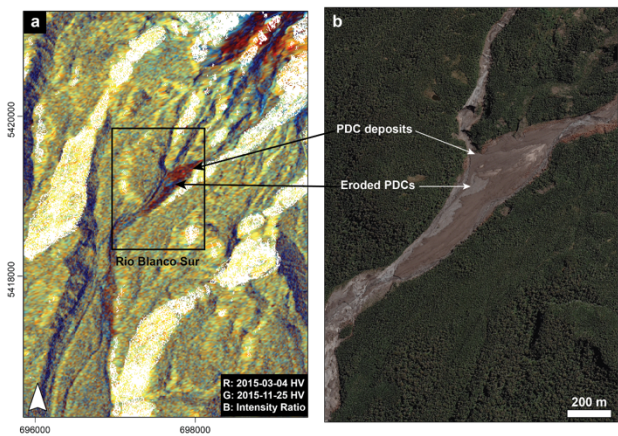 a
b
5420000
5418000
PDC deposits
Eroded PDCs
Rio Blanco Sur
R: 2015-03-04 HV
G: 2015-11-25 HV
B: Intensity Ratio
696000
698000
200 m